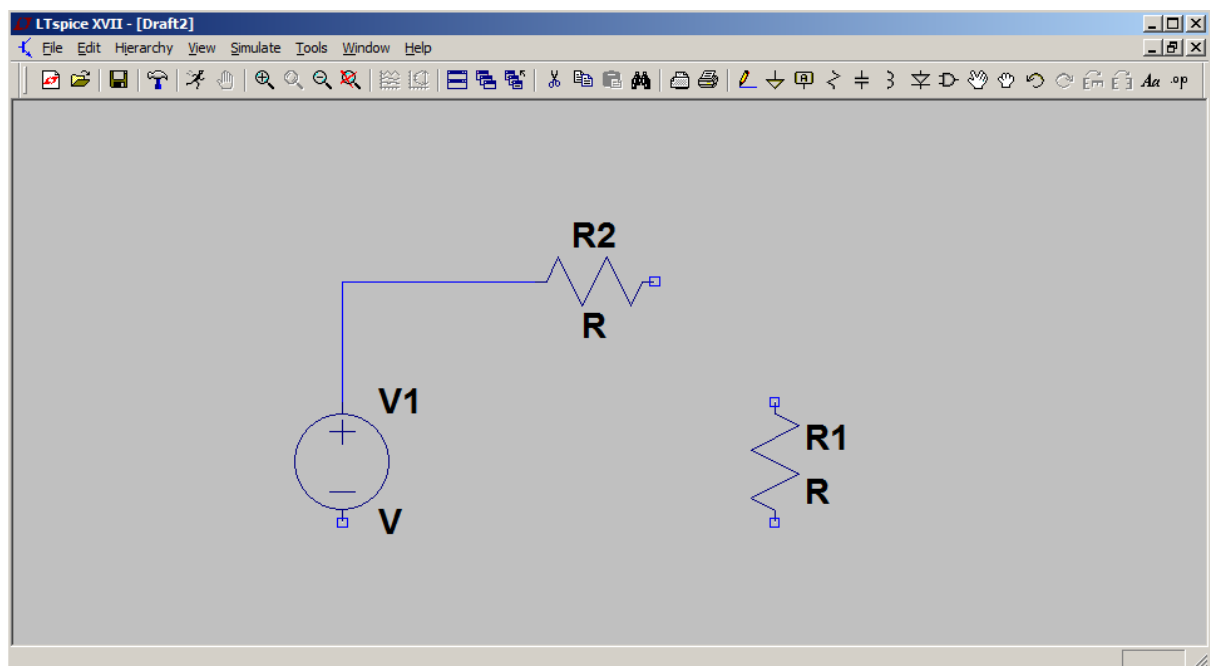 LTspice XVII - [Draft2]
File Edit Hierarchy View Simulate Tools Window Help
A Aa .op
R2
R
V1
V
R1
R